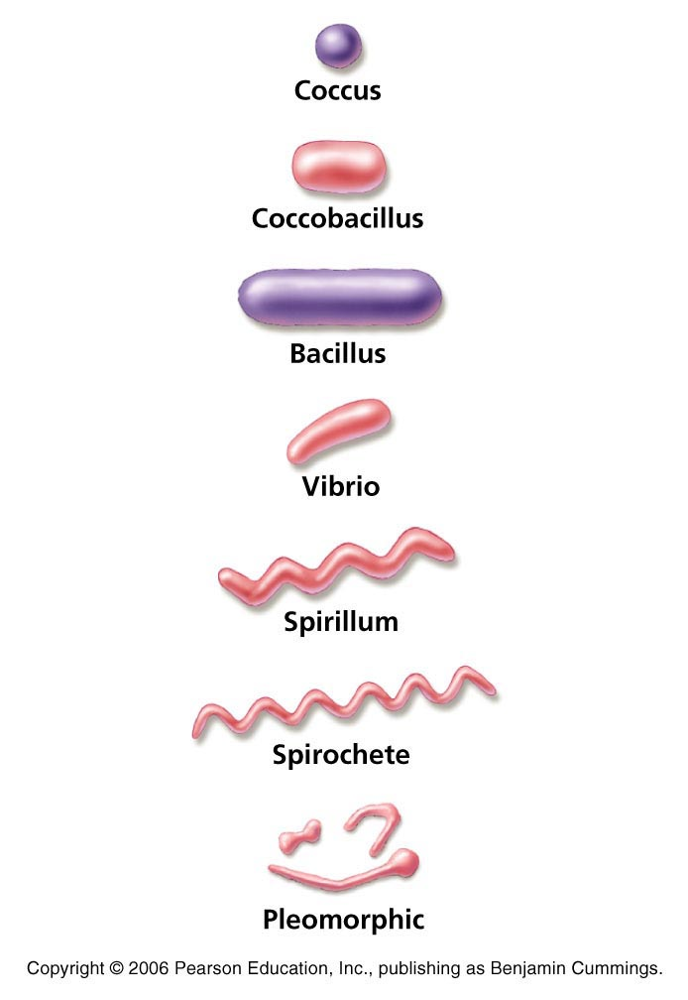 Coccus
Coccobacillus
Bacillus
Vibrio
Spirillum
Spirochete
Pleomorphic
Copyright © 2006 Pearson Education, Inc., publishing as Benjamin Cummings.